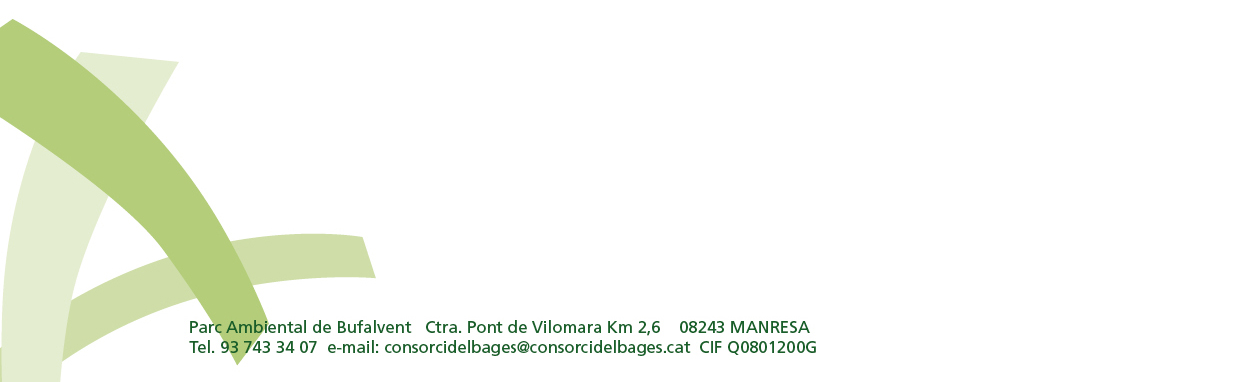 Parc Ambiental de Bufalvent Ctra. Pont de Vilomara Km 2,6 08243 MANRESA
Tel. 93 743 34 07 e-mail: consorcidelbages@consorcidelbages.cat CIF Q0801200G